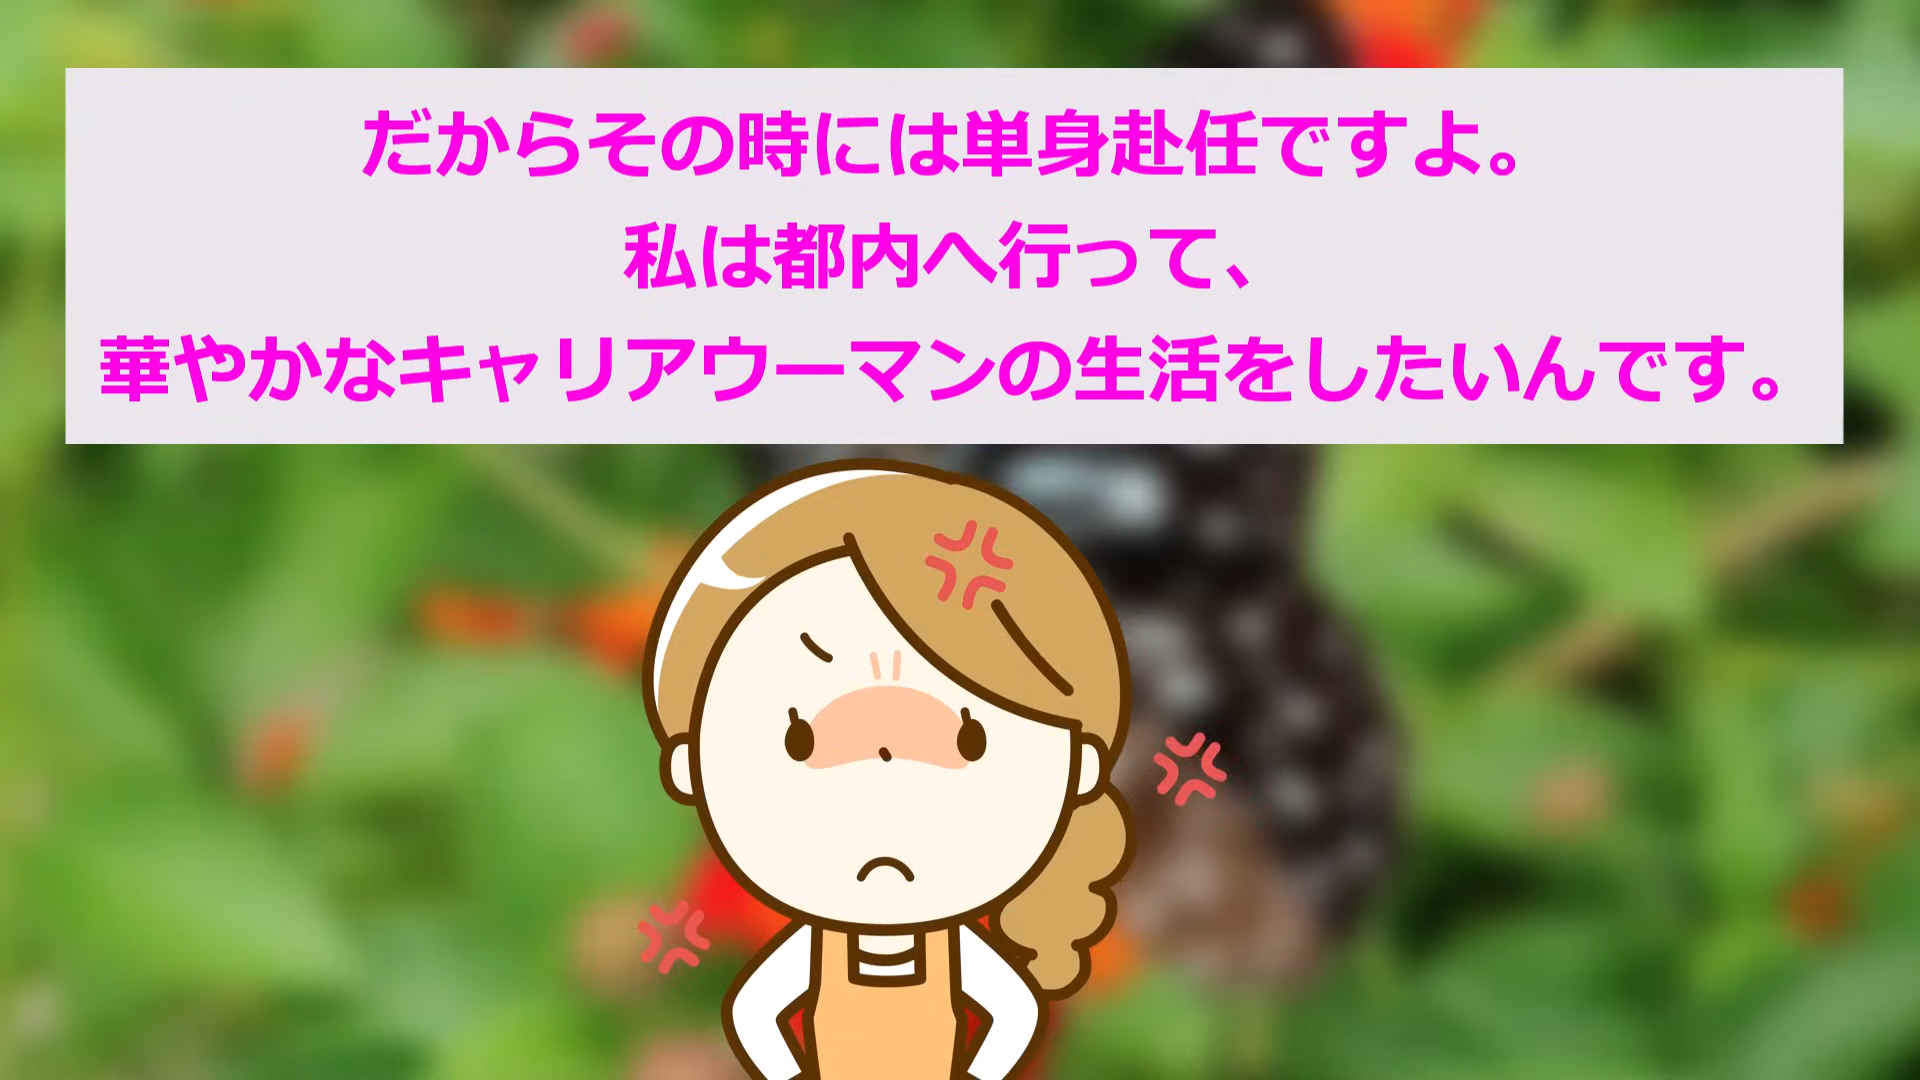 だからその時には単身赴任ですよ。
私は都内へ行って、
華やかなキャリアウーマンの生活をしたいんです。